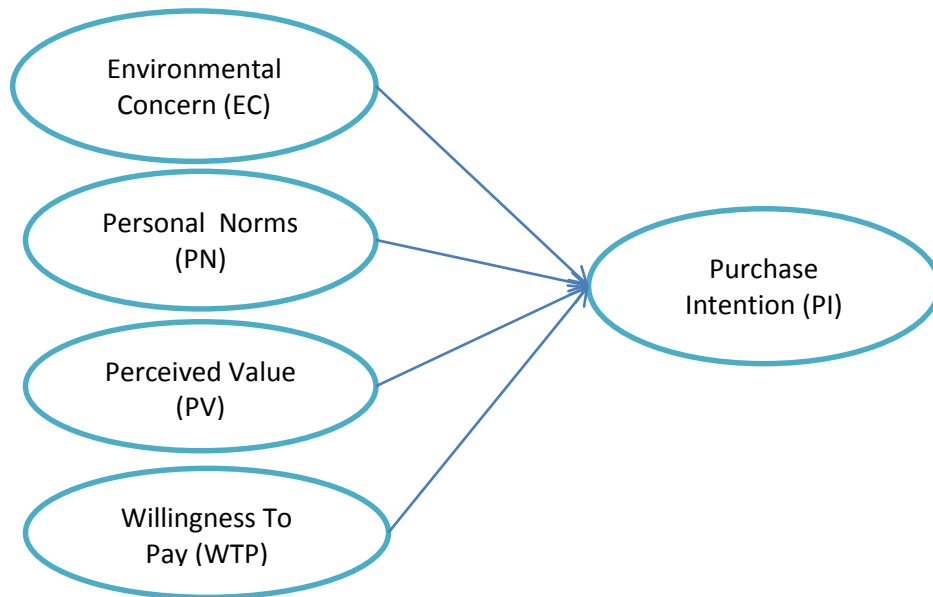 Environmental
Concern (EC)
Personal Norms
(PN)
Perceived Value
(PV)
Willingness To
Pay (WTP)
Purchase
Intention (PI)